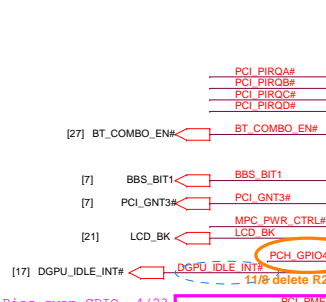 PCI_PIRQA#
PCI_PIRQB#
PCI_PIRQC#
PCI_PIRQD#
[27] BT_COMBO_EN# BT_COMBO_EN#
[7] BBS_BIT1 BBS_BIT1
[7] PCI_GNT3# PCI_GNT3#
MPC_PWR_CTRL#
[21] LCD_BK LCD_BK
PCH_GPIO4
[17] DGPU_IDLE_INT# DGPU_IDLE_INT#
11/8 delete R2